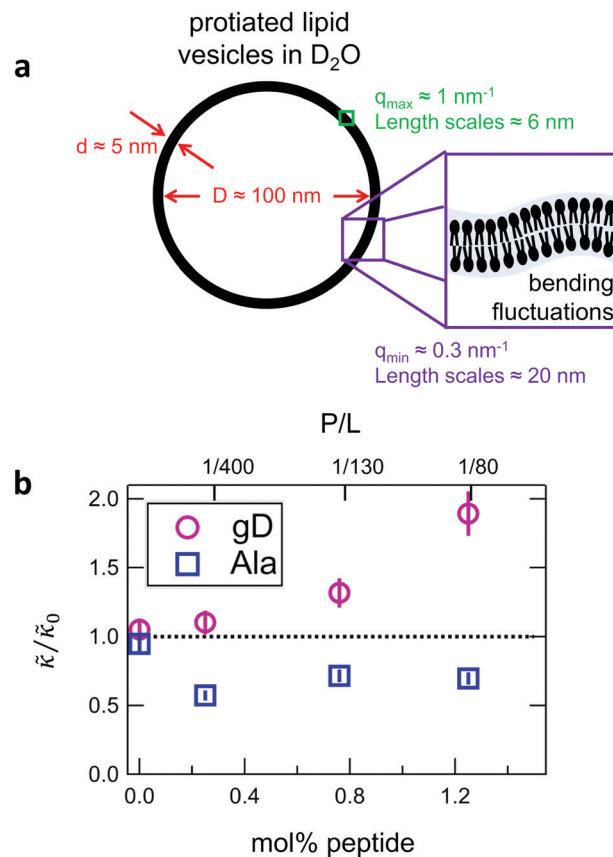 protiated lipid
vesicles in D₂O
a
q_max ≈ 1 nm⁻¹
Length scales ≈ 6 nm
d ≈ 5 nm
D ≈ 100 nm
bending
fluctuations
q_min ≈ 0.3 nm⁻¹
Length scales ≈ 20 nm
P/L
1/400 1/130 1/80
b
2.0
gD
Ala
1.5
1.0
κ̃/κ̃₀
0.5
0.0
0.0 0.4 0.8 1.2
mol% peptide